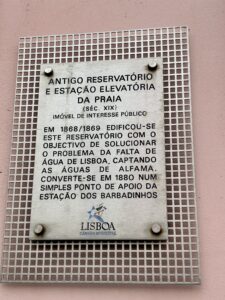 ANTIGO RESERVATÓRIO
E ESTAÇÃO ELEVATÓRIA
DA PRAIA
(SÉC. XIX)
IMÓVEL DE INTERESSE PÚBLICO
EM 1868/1869 EDIFICOU-SE
ESTE RESERVATÓRIO COM O
OBJECTIVO DE SOLUCIONAR
O PROBLEMA DA FALTA DE
ÁGUA DE LISBOA, CAPTANDO
AS ÁGUAS DE ALFAMA.
CONVERTE-SE EM 1880 NUM
SIMPLES PONTO DE APOIO DA
ESTAÇÃO DOS BARBADINHOS
LISBOA
CÂMARA MUNICIPAL